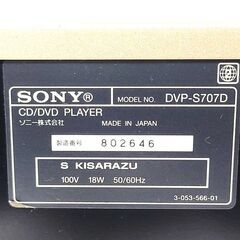 SONY® MODEL NO. DVP-S707D
CD/DVD PLAYER
ソニー株式会社 MADE IN JAPAN
製造番号 802646
S KISARAZU
100V 18W 50/60Hz
3-053-566-01